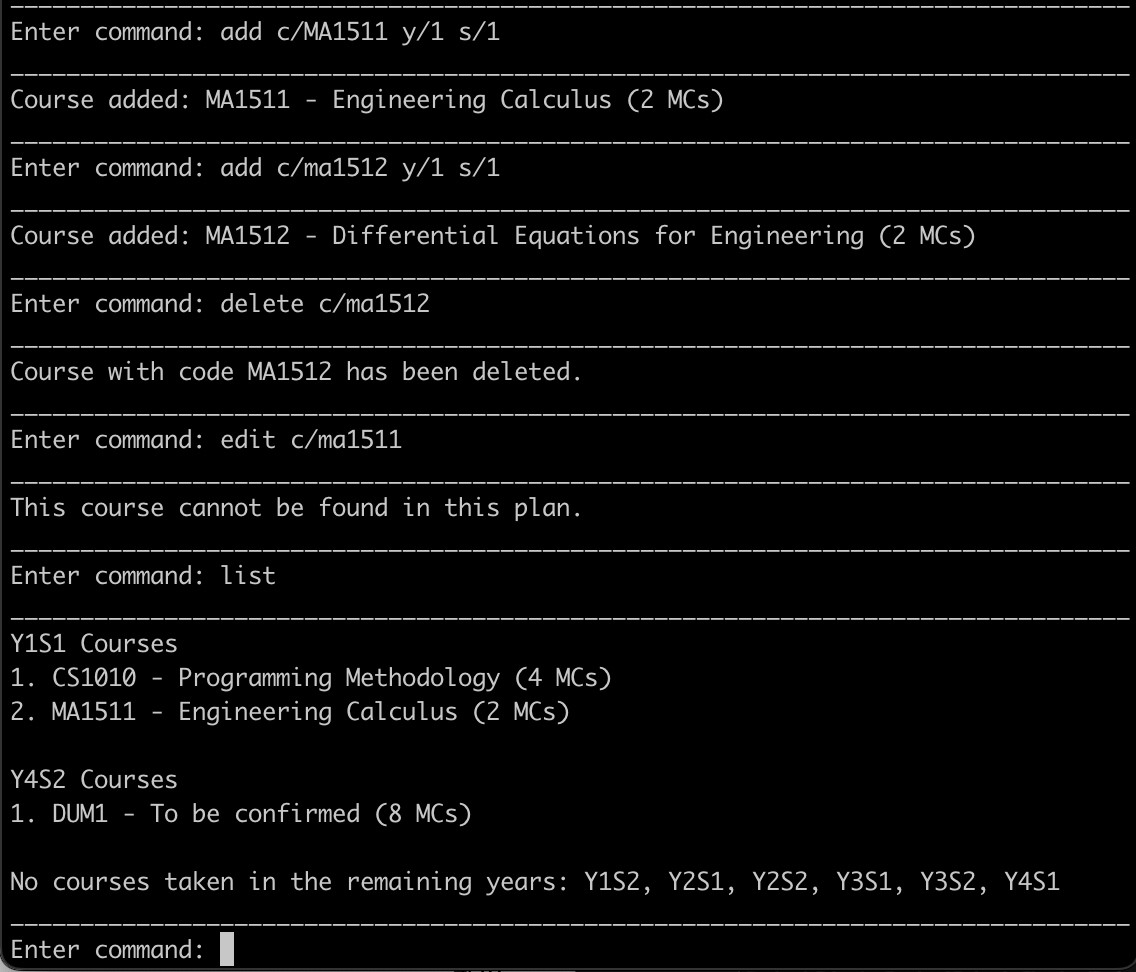 Enter command: add c/MA1511 y/1 s/1
Course added: MA1511 - Engineering Calculus (2 MCs)
Enter command: add c/ma1512 y/1 s/1
Course added: MA1512 - Differential Equations for Engineering (2 MCs)
Enter command: delete c/ma1512
Course with code MA1512 has been deleted.
Enter command: edit c/ma1511
This course cannot be found in this plan.
Enter command: list
Y1S1 Courses
1. CS1010 - Programming Methodology (4 MCs)
2. MA1511 - Engineering Calculus (2 MCs)
Y4S2 Courses
1. DUM1 - To be confirmed (8 MCs)
No courses taken in the remaining years: Y1S2, Y2S1, Y2S2, Y3S1, Y3S2, Y4S1
Enter command: